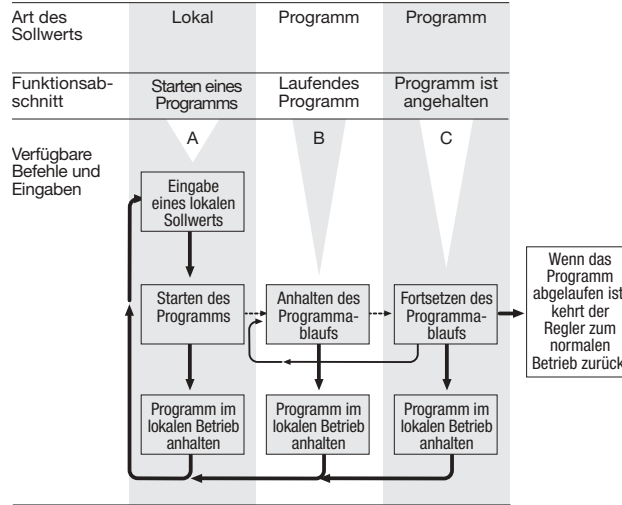 Art des
Sollwerts
Lokal
Programm
Programm
Funktionsab-
schnitt
Starten eines
Programms
Laufendes
Programm
Programm ist
angehalten
Verfügbare
Befehle und
Eingaben
A
B
C
Eingabe
eines lokalen
Sollwerts
Starten des
Programms
Anhalten des
Programma-
blaufs
Fortsetzen des
Programma-
blaufs
Wenn das
Programm
abgelaufen ist
kehrt der
Regler zum
normalen
Betrieb zurück
Programm im
lokalen Betrieb
anhalten
Programm im
lokalen Betrieb
anhalten
Programm im
lokalen Betrieb
anhalten